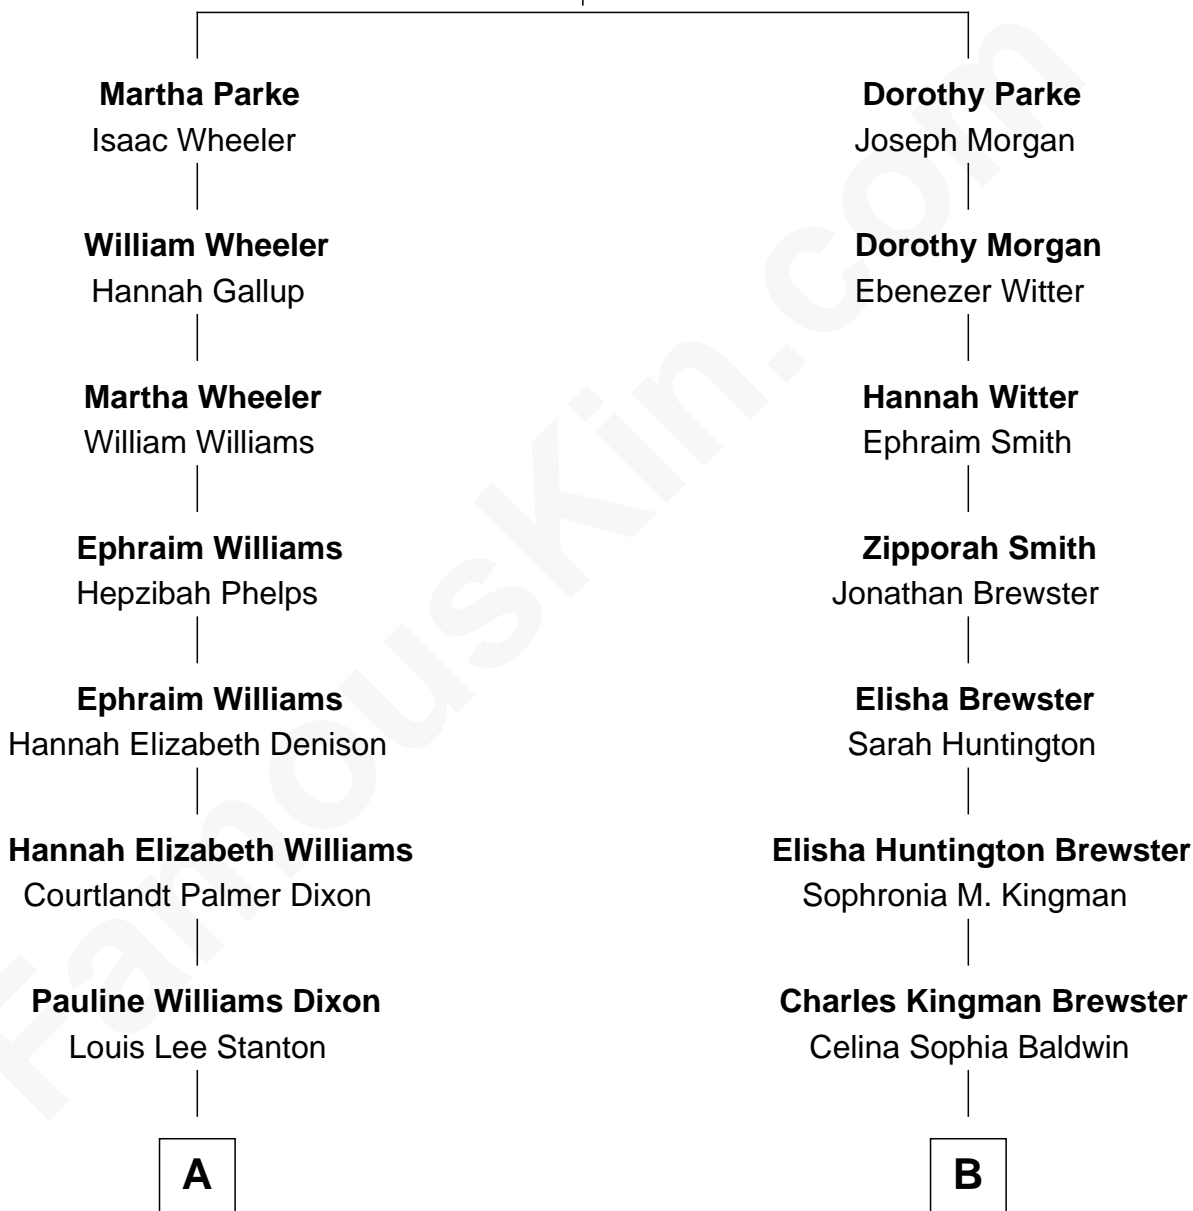 Martha Parke
Isaac Wheeler
William Wheeler
Hannah Gallup
Martha Wheeler
William Williams
Ephraim Williams
Hepzibah Phelps
Ephraim Williams
Hannah Elizabeth Denison
Hannah Elizabeth Williams
Courtlandt Palmer Dixon
Pauline Williams Dixon
Louis Lee Stanton
A
Dorothy Parke
Joseph Morgan
Dorothy Morgan
Ebenezer Witter
Hannah Witter
Ephraim Smith
Zipporah Smith
Jonathan Brewster
Elisha Brewster
Sarah Huntington
Elisha Huntington Brewster
Sophronia M. Kingman
Charles Kingman Brewster
Celina Sophia Baldwin
B
FamousKin.com